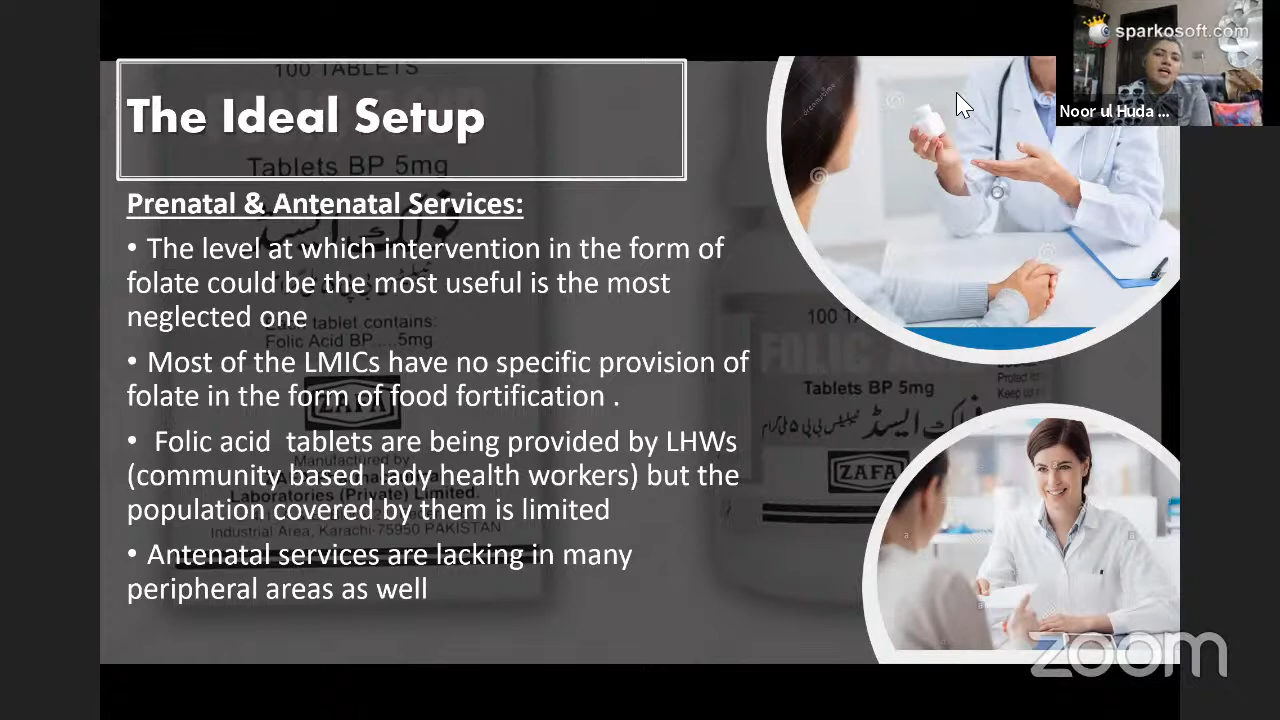 sparkosoft.com
Noor ul Huda ...
100 TABLETS
The Ideal Setup
Tablets BP 5mg
Prenatal & Antenatal Services:
• The level at which intervention in the form of
folate could be the most useful is the most
neglected one
tablet contains:
Folic Acid BP.....5mg
• Most of the LMICs have no specific provision of
folate in the form of food fortification .
ZAFA
• Folic acid  tablets are being provided by LHWs
(community based  lady health workers) but the
population covered by them is limited
Manufactured by
Laboratories (Private) Limited.
Industrial Area, Karachi-75950 PAKISTAN
• Antenatal services are lacking in many
peripheral areas as well
100
FOLIC
Tablets BP 5mg
فولک ایسڈ
ZAFA
zoom